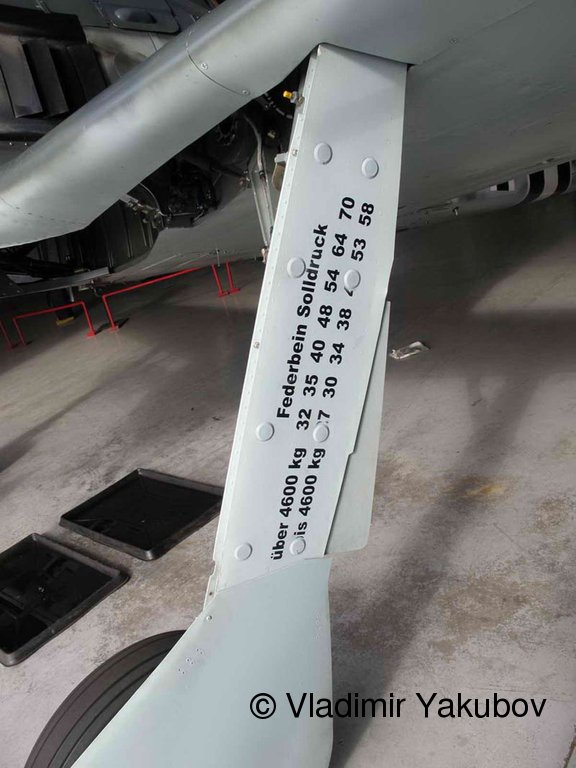 Federbein Solldruck
über 4600 kg 32 35 40 48 54 64 70
kg 30 34 38 53 58
© Vladimir Yakubov